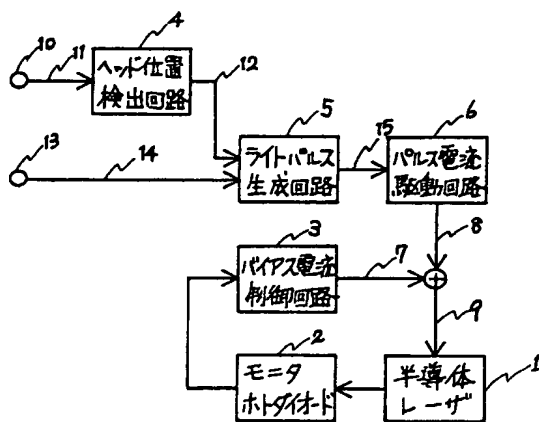 10
11
4
ヘッド位置
検出回路
12
13
14
5
ライトパルス
生成回路
15
6
パルス電流
駆動回路
3
バイアス電流
制御回路
7
8
+
9
2
モニタ
ホトダイオード
半導体
レーザ
1